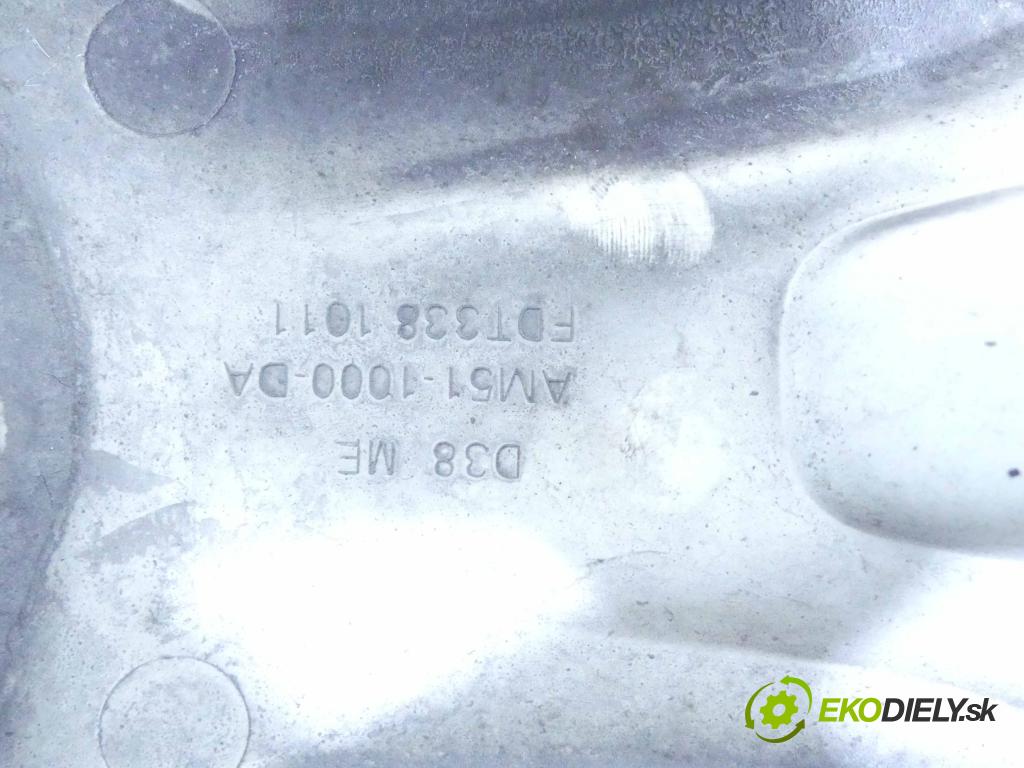 D38 ME
AM51-1000-DA
FDT338 1011
EKODIELY.sk